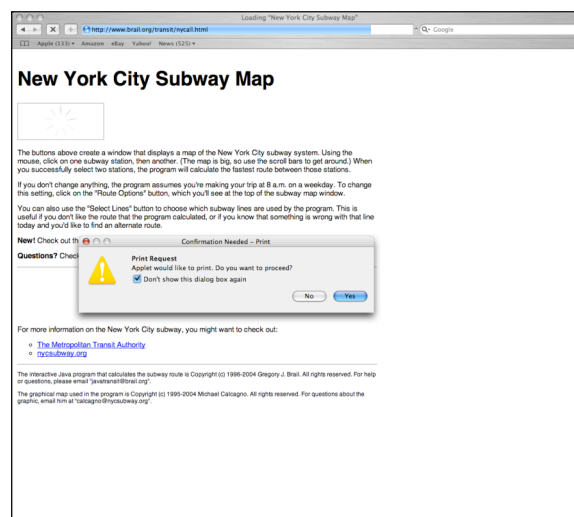 Loading "New York City Subway Map"
http://www.brail.org/transit/nycall.html
Google
Apple (133) Amazon eBay Yahoo! News (525)
New York City Subway Map
The buttons above create a window that displays a map of the New York City subway system. Using the
mouse, click on one subway station, then another. (The map is big, so use the scroll bars to get around.) When
you successfully select two stations, the program will calculate the fastest route between those stations.
If you don't change anything, the program assumes you're making your trip at 8 a.m. on a weekday. To change
this setting, click on the "Route Options" button, which you'll see at the top of the subway map window.
You can also use the "Select Lines" button to choose which subway lines are used by the program. This is
useful if you don't like the route that the program calculated, or if you know that something is wrong with that line
today and you'd like to find an alternate route.
New! Check out th
Questions? Check
Confirmation Needed – Print
Print Request
Applet would like to print. Do you want to proceed?
Don't show this dialog box again
No Yes
For more information on the New York City subway, you might want to check out:
The Metropolitan Transit Authority
nycsubway.org
The interactive Java program that calculates the subway route is Copyright (c) 1996-2004 Gregory J. Brail. All rights reserved. For help
or questions, please email "javatransit@brail.org".
The graphical map used in the program is Copyright (c) 1995-2004 Michael Calcagno. All rights reserved. For questions about the
graphic, email him at "calcagno@nycsubway.org".